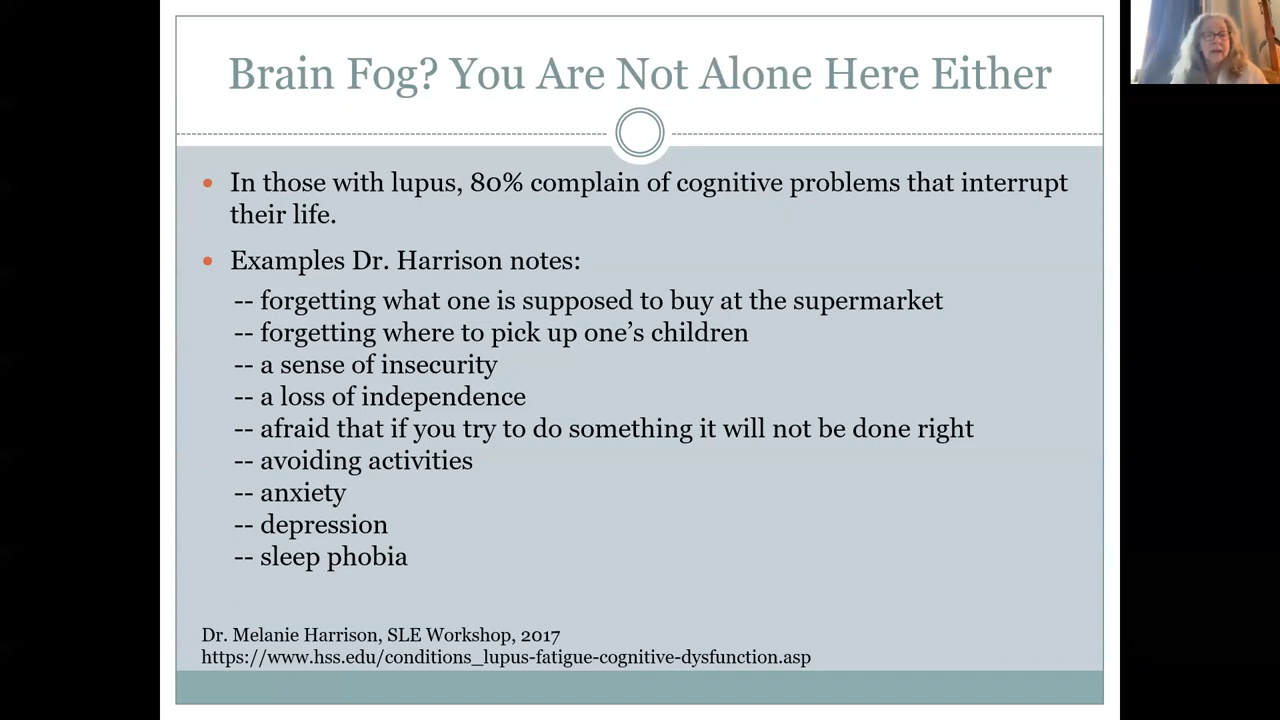 Brain Fog? You Are Not Alone Here Either
• In those with lupus, 80% complain of cognitive problems that interrupt
their life.
• Examples Dr. Harrison notes:
-- forgetting what one is supposed to buy at the supermarket
-- forgetting where to pick up one’s children
-- a sense of insecurity
-- a loss of independence
-- afraid that if you try to do something it will not be done right
-- avoiding activities
-- anxiety
-- depression
-- sleep phobia
Dr. Melanie Harrison, SLE Workshop, 2017
https://www.hss.edu/conditions_lupus-fatigue-cognitive-dysfunction.asp